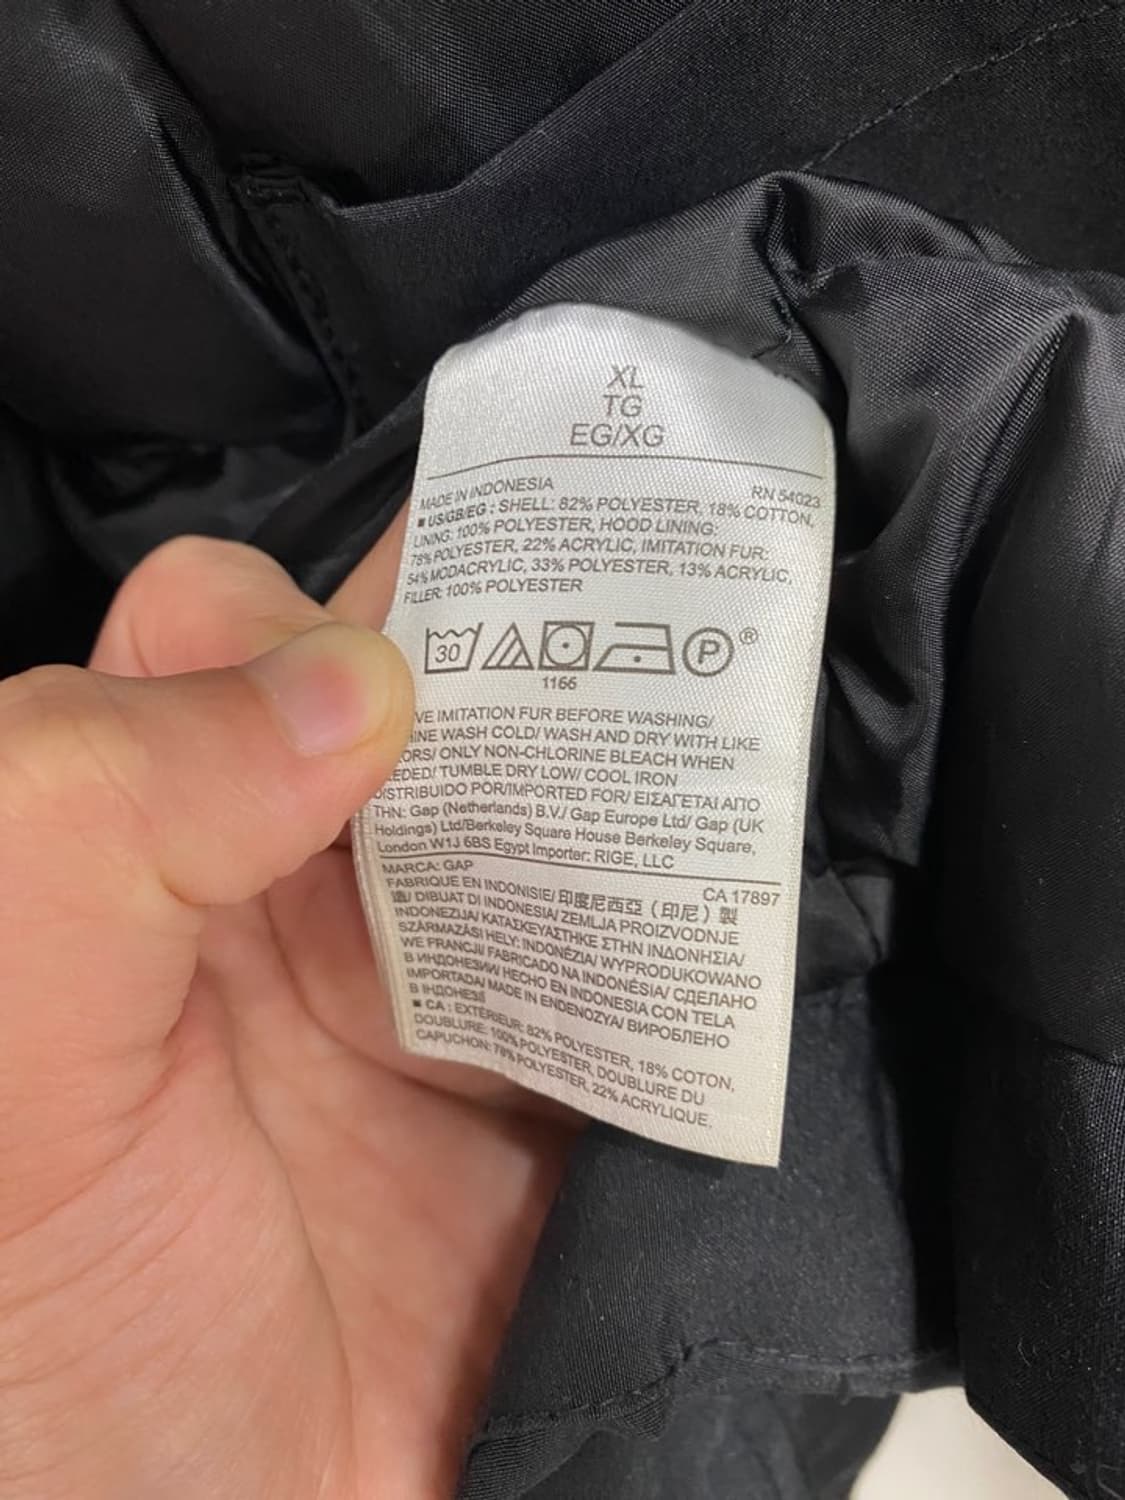 XL
TG
EG/XG
MADE IN INDONESIA RN 54023
■ US/GB/EG : SHELL: 82% POLYESTER, 18% COTTON,
LINING: 100% POLYESTER, HOOD LINING:
78% POLYESTER, 22% ACRYLIC, IMITATION FUR:
54% MODACRYLIC, 33% POLYESTER, 13% ACRYLIC,
FILLER: 100% POLYESTER
30 P ®
1166
VE IMITATION FUR BEFORE WASHING/
INE WASH COLD/ WASH AND DRY WITH LIKE
ORS/ ONLY NON-CHLORINE BLEACH WHEN
EDED/ TUMBLE DRY LOW/ COOL IRON
DISTRIBUIDO POR/IMPORTED FOR/ ΕΙΣΑΓΕΤΑΙ ΑΠΟ
THN: Gap (Netherlands) B.V./ Gap Europe Ltd/ Gap (UK
Holdings) Ltd/Berkeley Square House Berkeley Square,
London W1J 6BS Egypt Importer: RIGE, LLC
MARCA: GAP CA 17897
FABRIQUE EN INDONISIE/ 印度尼西亞（印尼）製
造/ DIBUAT DI INDONESIA/ ZEMLJA PROIZVODNJE
INDONEZIJA/ ΚΑΤΑΣΚΕΥΑΣΤΗΚΕ ΣΤΗΝ ΙΝΔΟΝΗΣΙΑ/
SZÁRMAZÁSI HELY: INDONÉZIA/ WYPRODUKOWANO
WE FRANCJI/ FABRICADO NA INDONÉSIA/ СДЕЛАНО
В ИНДОНЕЗИИ/ HECHO EN INDONESIA CON TELA
IMPORTADA/ MADE IN ENDENOZYA/ ВИРОБЛЕНО
В ІНДОНЕЗІЇ
■ CA : EXTÉRIEUR: 82% POLYESTER, 18% COTON,
DOUBLURE: 100% POLYESTER, DOUBLURE DU
CAPUCHON: 78% POLYESTER, 22% ACRYLIQUE,